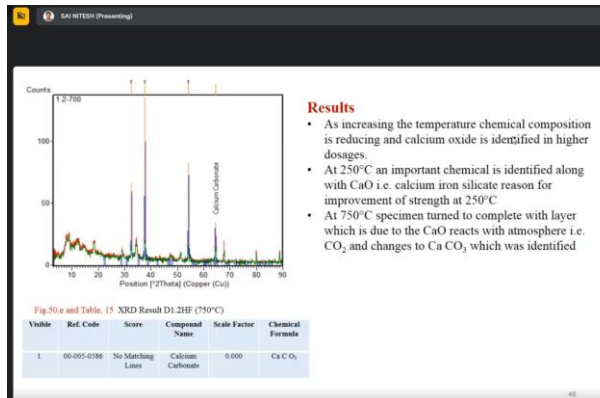 SAI NITESH (Presenting)
Counts
1.2-700
100
50
0
Calcium Carbonate
10 20 30 40 50 60 70 80 90
Position [°2Theta] (Copper (Cu))
Fig.50.e and Table. 15 XRD Result D1.2HF (750°C)
Visible Ref. Code Score Compound Name Scale Factor Chemical Formula
1. 00-005-0586 No Matching Lines Calcium Carbonate 0.000 Ca C O₃
Results
• As increasing the temperature chemical composition
is reducing and calcium oxide is identified in higher
dosages.
• At 250°C an important chemical is identified along
with CaO i.e. calcium iron silicate reason for
improvement of strength at 250°C
• At 750°C specimen turned to complete with layer
which is due to the CaO reacts with atmosphere i.e.
CO₂ and changes to Ca CO₃ which was identified
48